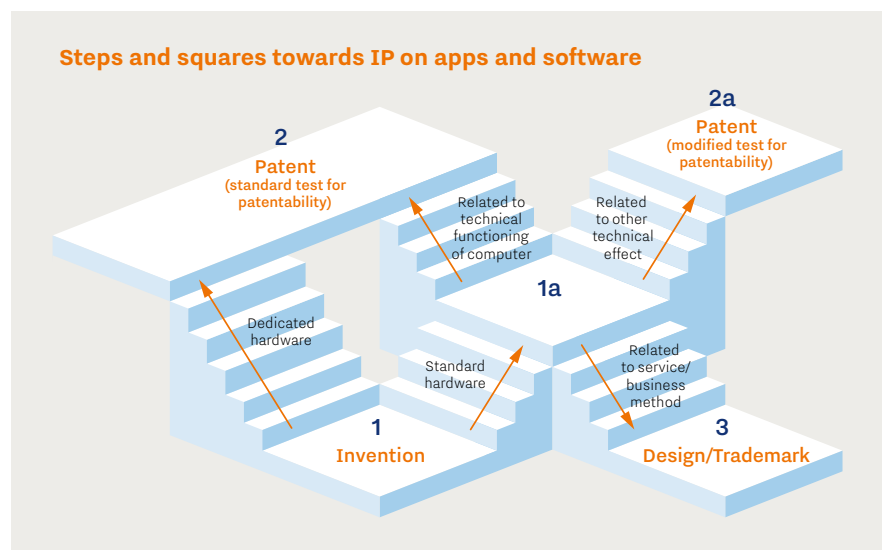 Steps and squares towards IP on apps and software
2a
Patent
(modified test for
patentability)
2
Patent
(standard test for
patentability)
Related to
technical
functioning
of computer
Related
to other
technical
effect
1a
Dedicated
hardware
Standard
hardware
Related
to service/
business
method
1
Invention
3
Design/Trademark